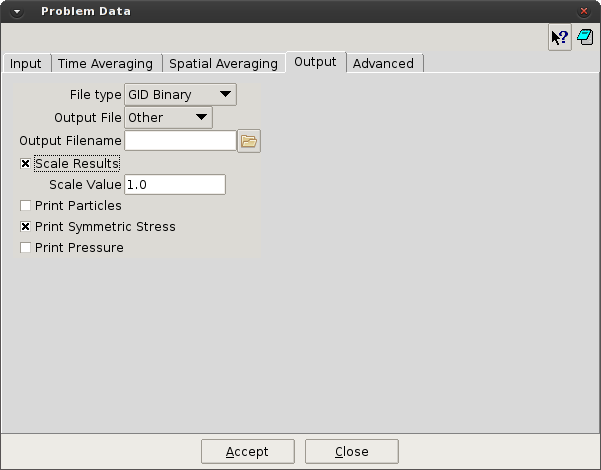 Problem Data
?
Input Time Averaging Spatial Averaging Output Advanced
File type GID Binary
Output File Other
Output Filename
Scale Results
Scale Value 1.0
Print Particles
Print Symmetric Stress
Print Pressure
Accept Close